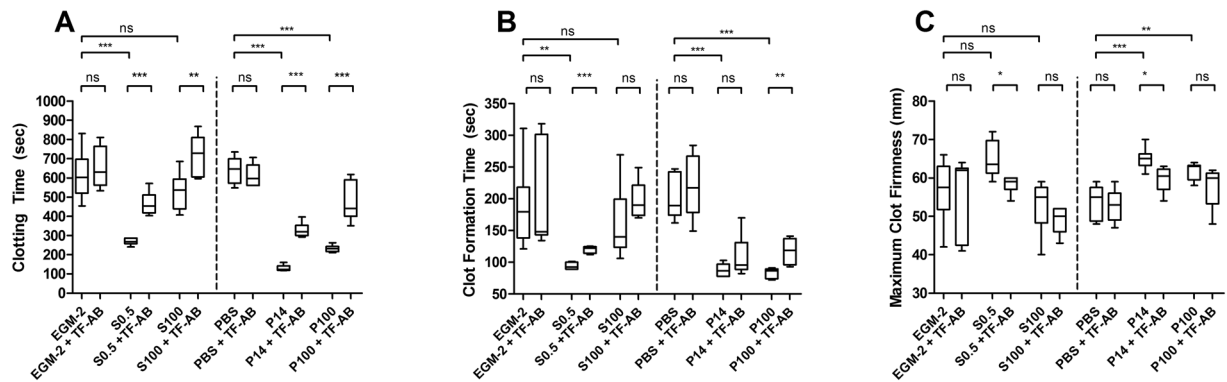 A
ns
***
***
***
ns
***
**
ns
***
***
Clotting Time (sec)
1000
900
800
700
600
500
400
300
200
100
0
EGM-2
EGM-2 + TF-AB
S0.5
S0.5 +TF-AB
S100
S100 + TF-AB
PBS
PBS + TF-AB
P14
P14 + TF-AB
P100
P100 + TF-AB
B
ns
***
**
***
ns
***
ns
ns
**
Clot Formation Time (sec)
350
300
250
200
150
100
50
EGM-2
EGM-2 + TF-AB
S0.5
S0.5 +TF-AB
S100
S100 + TF-AB
PBS
PBS + TF-AB
P14
P14 + TF-AB
P100
P100 + TF-AB
C
ns
**
ns
***
ns
*
ns
ns
*
ns
Maximum Clot Firmness (mm)
80
70
60
50
40
30
EGM-2
EGM-2 + TF-AB
S0.5
S0.5 +TF-AB
S100
S100 + TF-AB
PBS
PBS + TF-AB
P14
P14 + TF-AB
P100
P100 + TF-AB